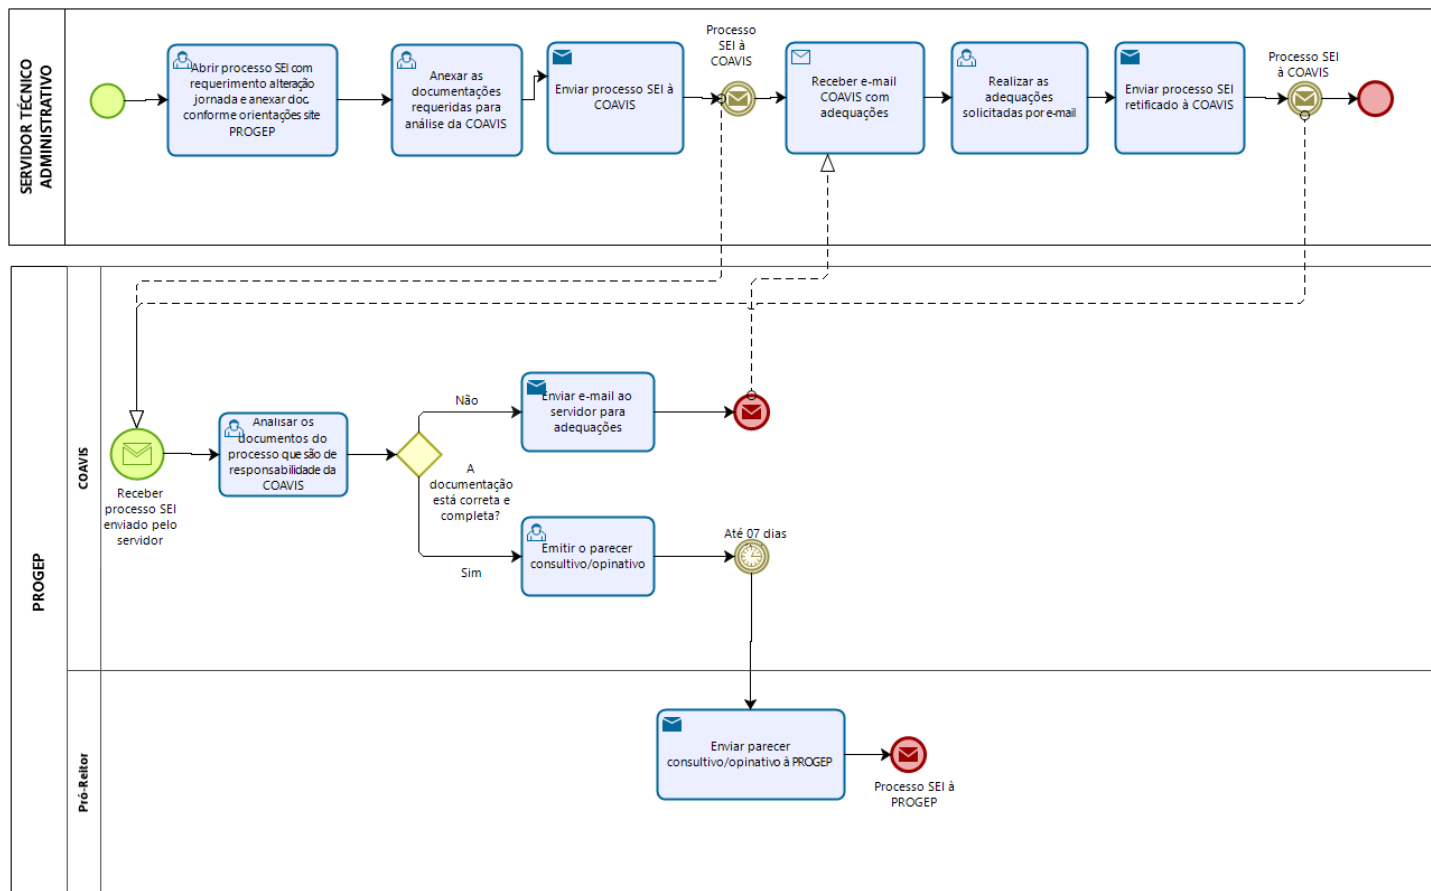 SERVIDOR TÉCNICO
ADMINISTRATIVO
Abrir processo SEI com
requerimento alteração
jornada e anexar doc.
conforme orientações site
PROGEP
Anexar as
documentações
requeridas para
análise da COAVIS
Enviar processo SEI à
COAVIS
Processo
SEI à
COAVIS
Receber e-mail
COAVIS com
adequações
Realizar as
adequações
solicitadas por e-mail
Enviar processo SEI
retificado à COAVIS
Processo SEI
à COAVIS
PROGEP
COAVIS
Receber
processo SEI
enviado pelo
servidor
Analisar os
documentos do
processo que são de
responsabilidade da
COAVIS
A
documentação
está correta e
completa?
Não
Enviar e-mail ao
servidor para
adequações
Sim
Emitir o parecer
consultivo/opinativo
Até 07 dias
Pró-Reitor
Enviar parecer
consultivo/opinativo à PROGEP
Processo SEI à
PROGEP